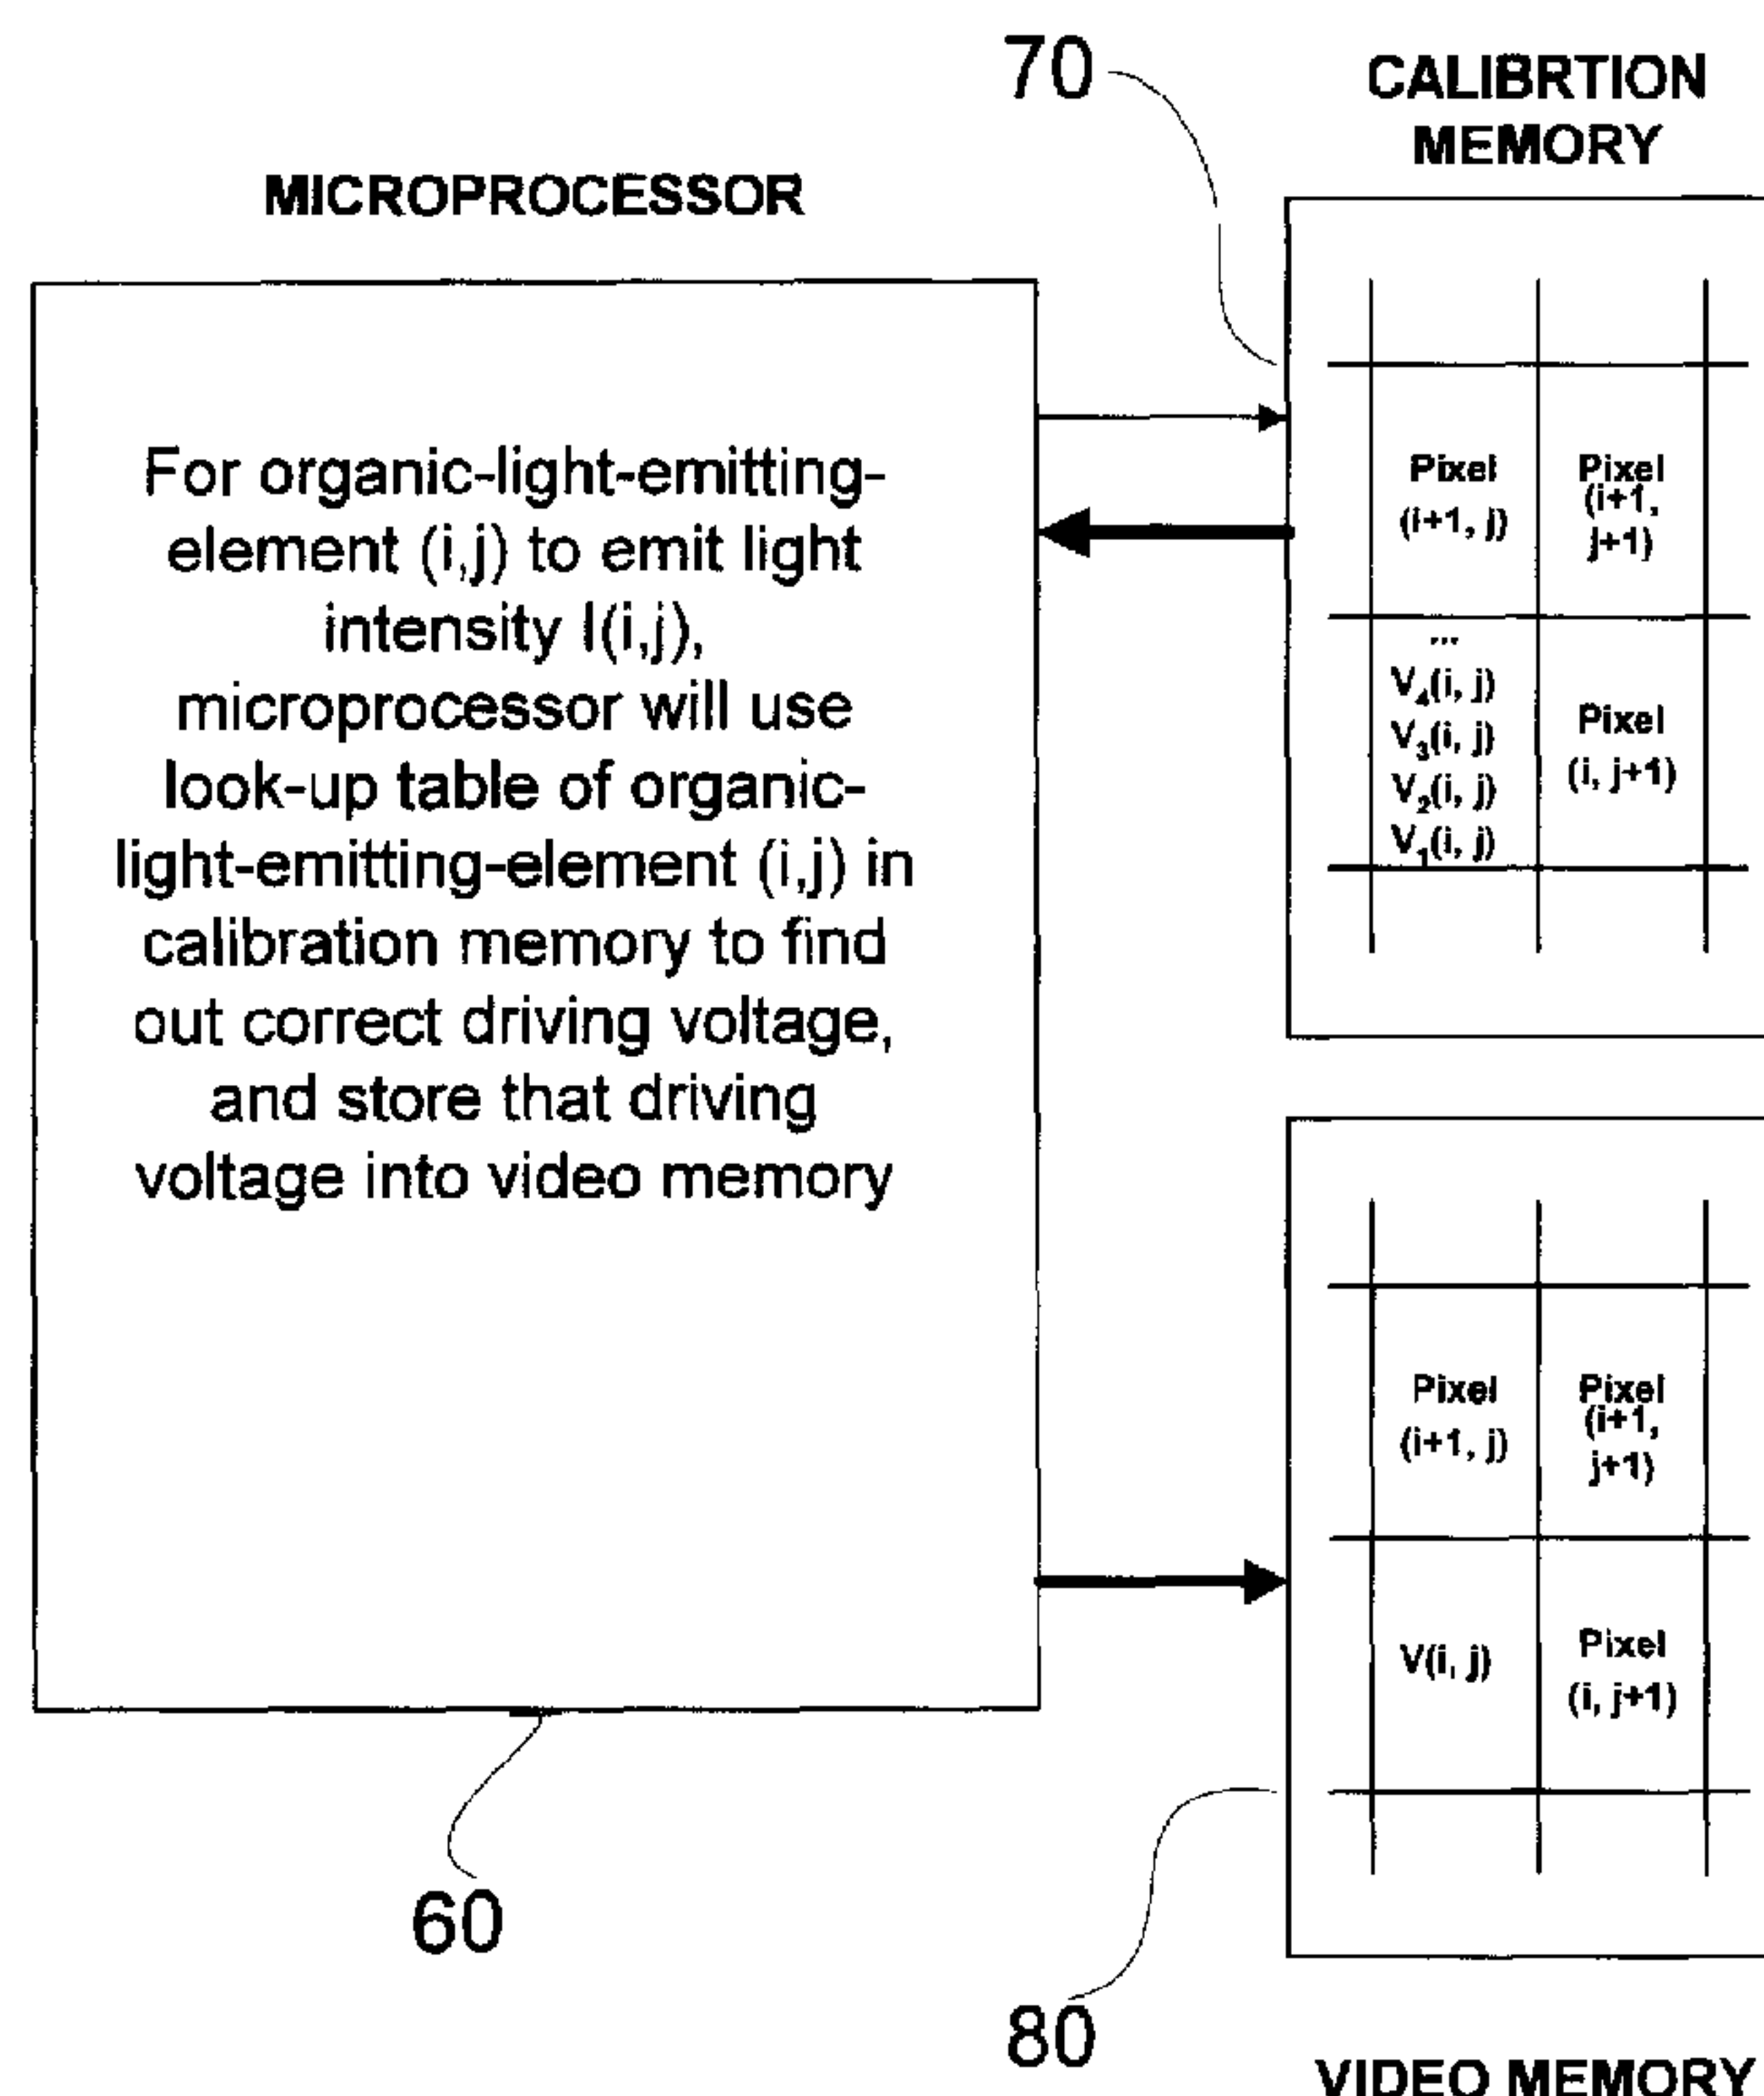 70
CALIBRTION
MEMORY
MICROPROCESSOR
For organic-light-emitting-
element (i,j) to emit light
intensity I(i,j),
microprocessor will use
look-up table of organic-
light-emitting-element (i,j) in
calibration memory to find
out correct driving voltage,
and store that driving
voltage into video memory
Pixel
(i+1, j)
Pixel
(i+1,
j+1)
...
V₄(i, j)
V₃(i, j)
V₂(i, j)
V₁(i, j)
Pixel
(i, j+1)
Pixel
(i+1, j)
Pixel
(i+1,
j+1)
V(i, j)
Pixel
(i, j+1)
60
80
VIDEO MEMORY